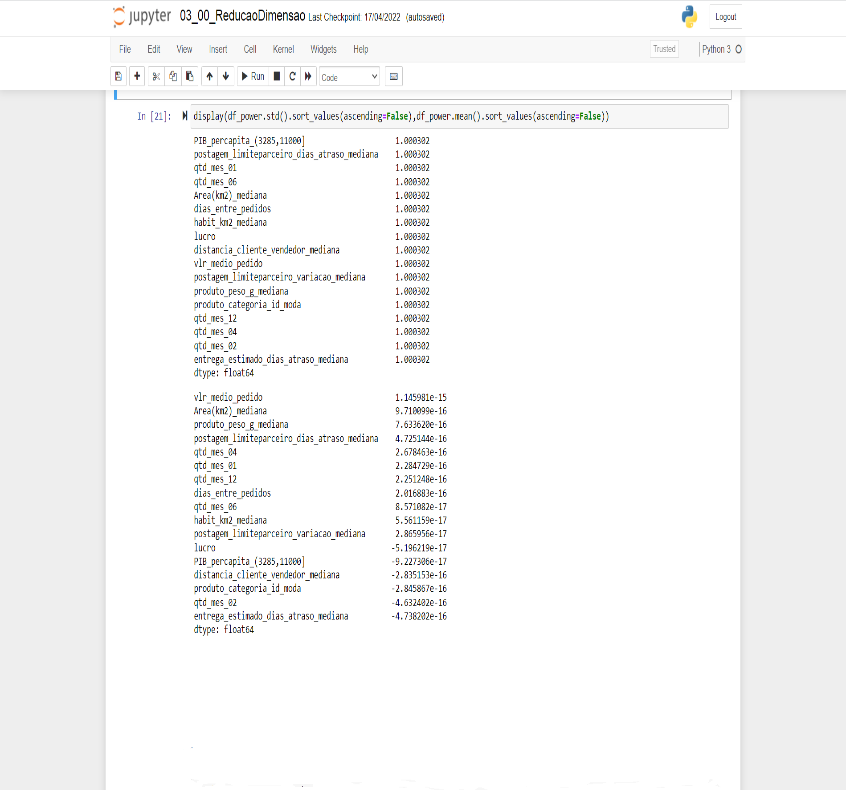 jupyter 03_00_ReducaoDimensao Last Checkpoint 17/04/2022 (autosaved)
Logout
File Edit View Insert Cell Kernel Widgets Help
Trusted
Python 3
Run
Code
In [21]: display(df_power.std().sort_values(ascending=False),df_power.mean().sort_values(ascending=False))
PIB_percapita_(3285,11000] 1.000302
postagem_limiteparceiro_dias_atraso_mediana 1.000302
qtd_mes_01 1.000302
qtd_mes_06 1.000302
Area(km2)_mediana 1.000302
dias_entre_pedidos 1.000302
habit_km2_mediana 1.000302
lucro 1.000302
distancia_cliente_vendedor_mediana 1.000302
vlr_medio_pedido 1.000302
postagem_limiteparceiro_variacao_mediana 1.000302
produto_peso_g_mediana 1.000302
produto_categoria_id_moda 1.000302
qtd_mes_12 1.000302
qtd_mes_04 1.000302
qtd_mes_02 1.000302
entrega_estimado_dias_atraso_mediana 1.000302
dtype: float64
vlr_medio_pedido 1.145981e-15
Area(km2)_mediana 9.710099e-16
produto_peso_g_mediana 7.633620e-16
postagem_limiteparceiro_dias_atraso_mediana 4.725144e-16
qtd_mes_04 2.678463e-16
qtd_mes_01 2.284729e-16
qtd_mes_12 2.251248e-16
dias_entre_pedidos 2.016883e-16
qtd_mes_06 8.571082e-17
habit_km2_mediana 5.561159e-17
postagem_limiteparceiro_variacao_mediana 2.865956e-17
lucro -5.196219e-17
PIB_percapita_(3285,11000] -9.227306e-17
distancia_cliente_vendedor_mediana -2.835153e-16
produto_categoria_id_moda -2.845867e-16
qtd_mes_02 -4.632402e-16
entrega_estimado_dias_atraso_mediana -4.738202e-16
dtype: float64